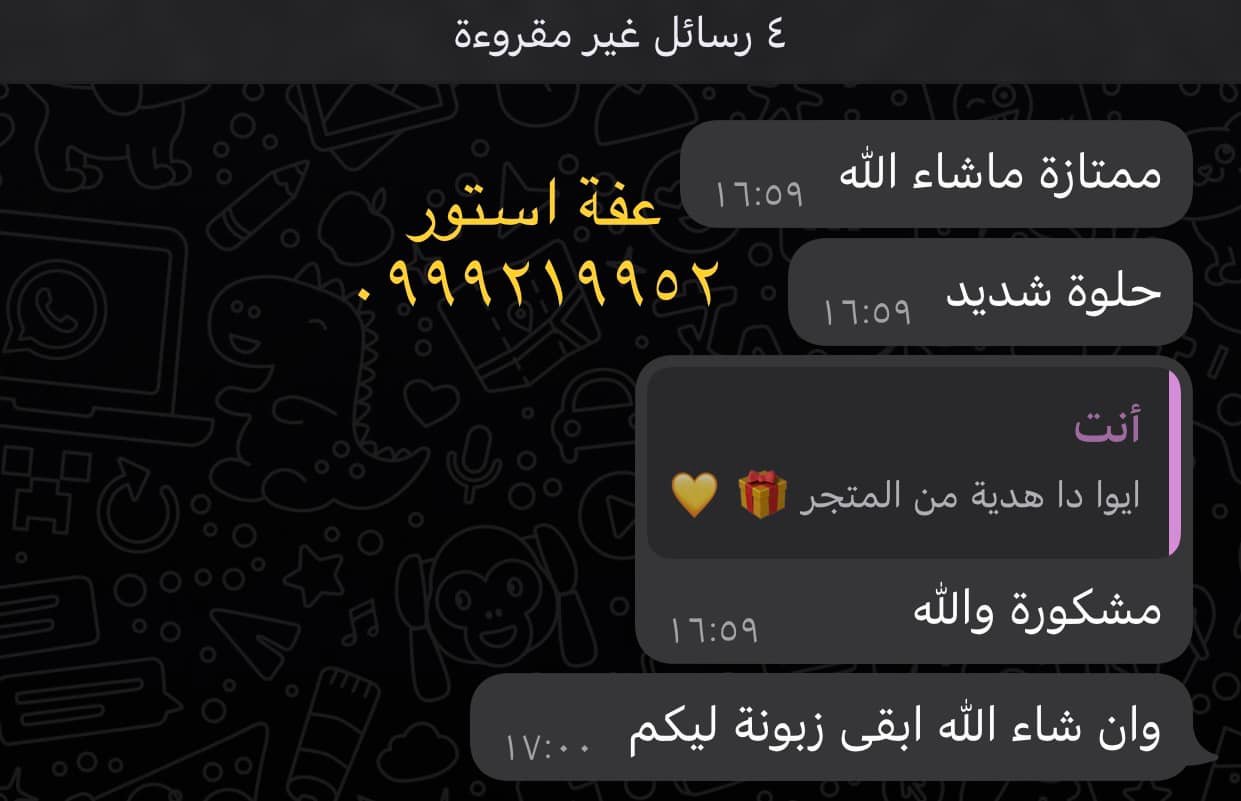 ٤ رسائل غير مقروءة
ممتازة ماشاء الله ١٦:٥٩
عفة استور
٠٩٩٩٢١٩٩٥٢
حلوة شديد ١٦:٥٩
أنت
ايوا دا هدية من المتجر 🎁 💛
مشكورة والله ١٦:٥٩
وان شاء الله ابقى زبونة ليكم ١٧:٠٠